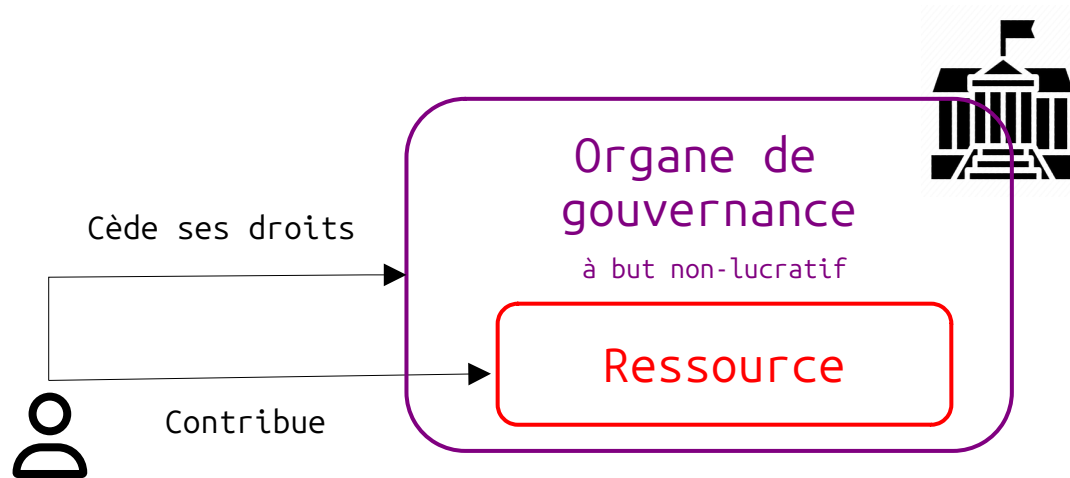 Organe de
gouvernance
à but non-lucratif
Cède ses droits
Ressource
Contribue